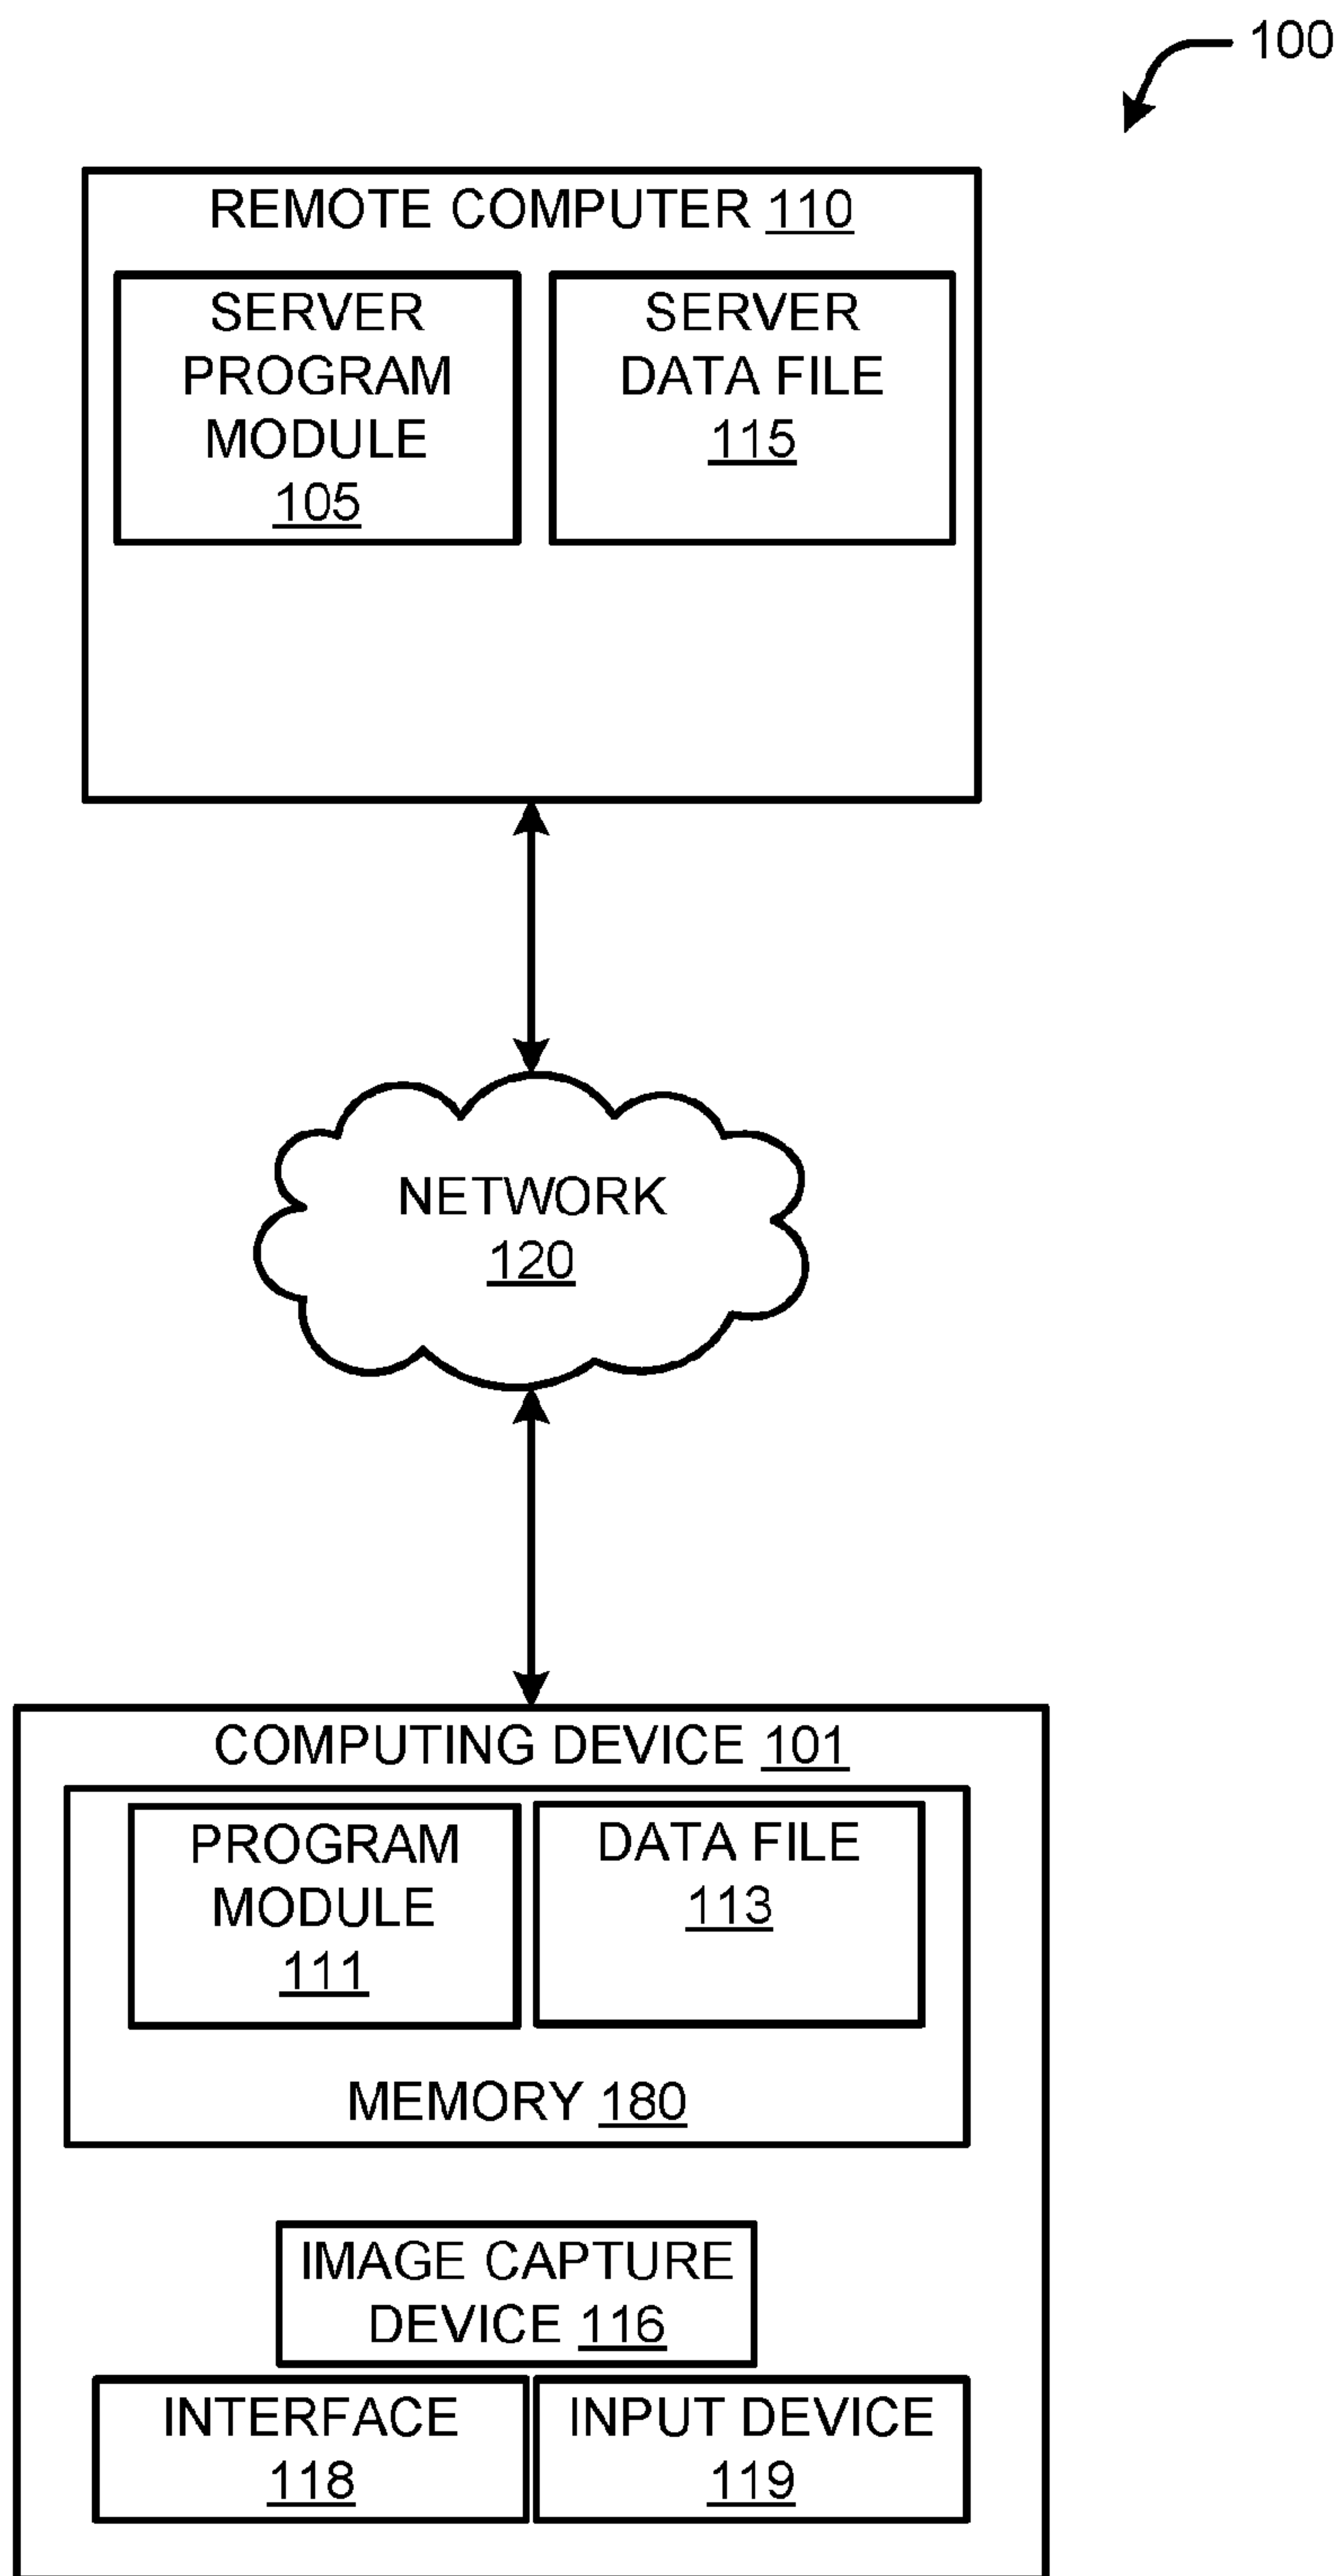 100
REMOTE COMPUTER 110
SERVER
PROGRAM
MODULE
105
SERVER
DATA FILE
115
NETWORK
120
COMPUTING DEVICE 101
PROGRAM
MODULE
111
DATA FILE
113
MEMORY 180
IMAGE CAPTURE
DEVICE 116
INTERFACE
118
INPUT DEVICE
119